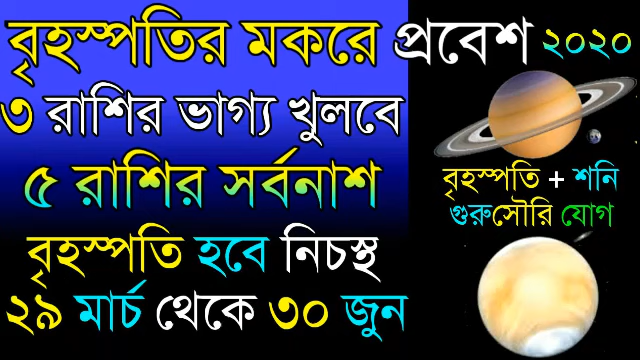 বৃহস্পতির মকরে প্রবেশ ২০২০
৩ রাশির ভাগ্য খুলবে
৫ রাশির সর্বনাশ
বৃহস্পতি + শনি
গুরুসৌরি যোগ
বৃহস্পতি হবে নিচস্থ
২৯ মার্চ থেকে ৩০ জুন